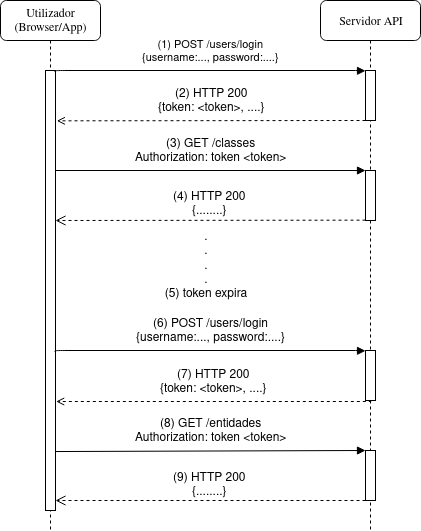 Utilizador
(Browser/App)
Servidor API
(1) POST /users/login
{username:..., password:....}
(2) HTTP 200
{token: <token>, ....}
(3) GET /classes
Authorization: token <token>
(4) HTTP 200
{........}
.
.
.
.
(5) token expira
(6) POST /users/login
{username:..., password:....}
(7) HTTP 200
{token: <token>, ....}
(8) GET /entidades
Authorization: token <token>
(9) HTTP 200
{........}